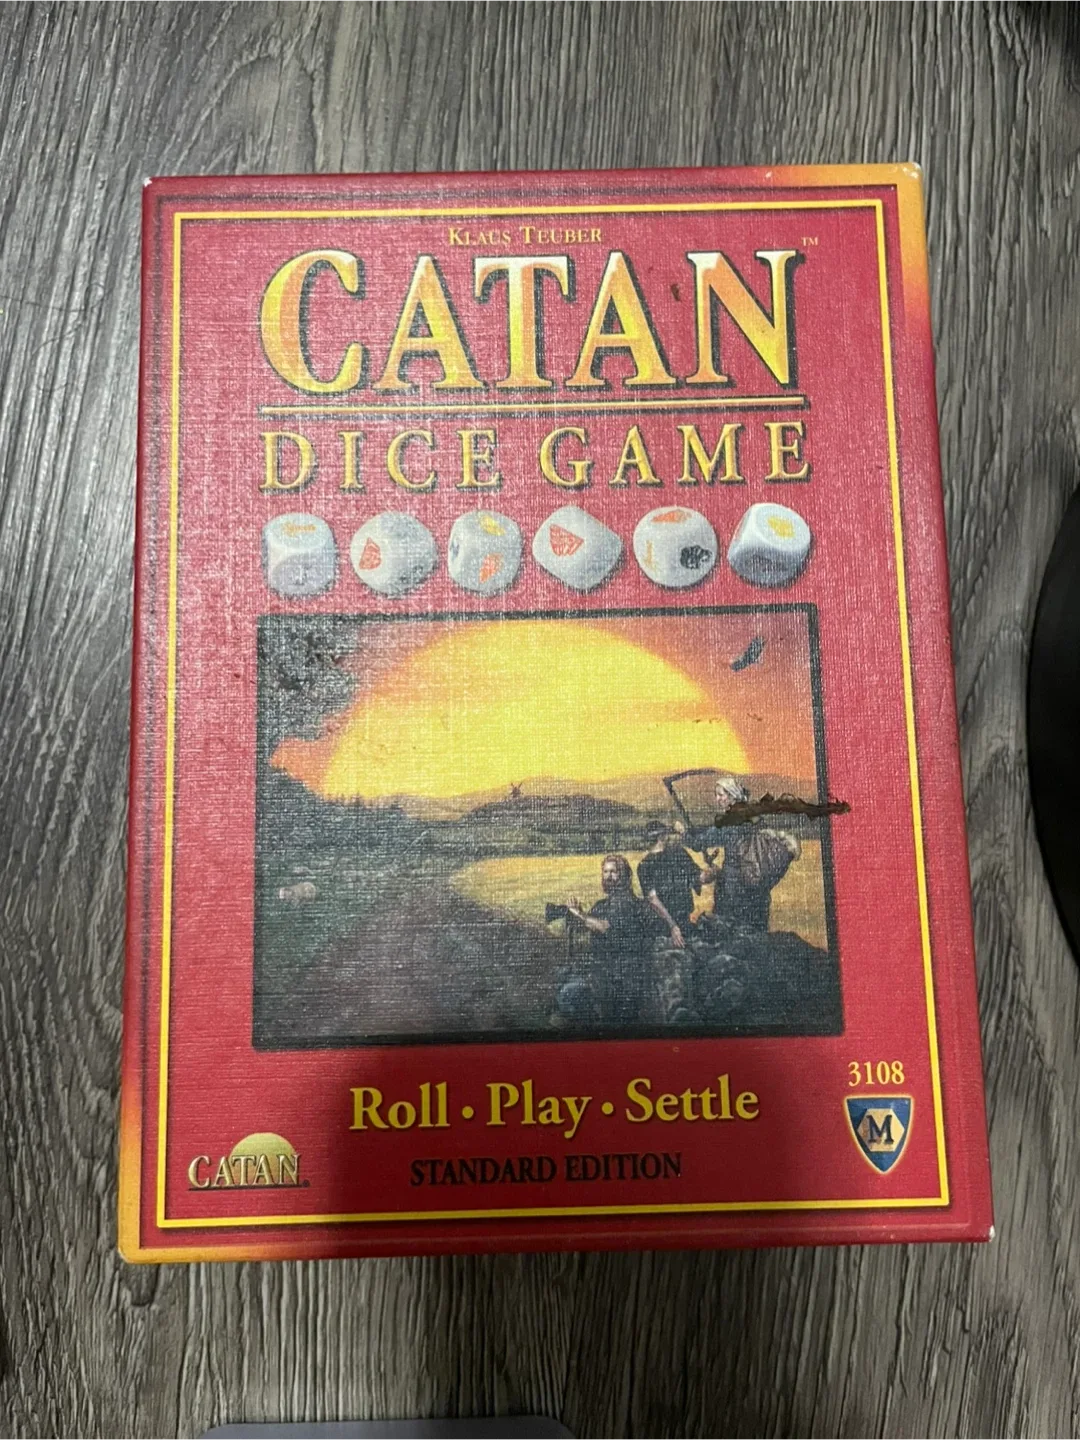 KLAUS TEUBER
CATAN™
DICE GAME
Roll • Play • Settle
3108
M
CATAN®
STANDARD EDITION